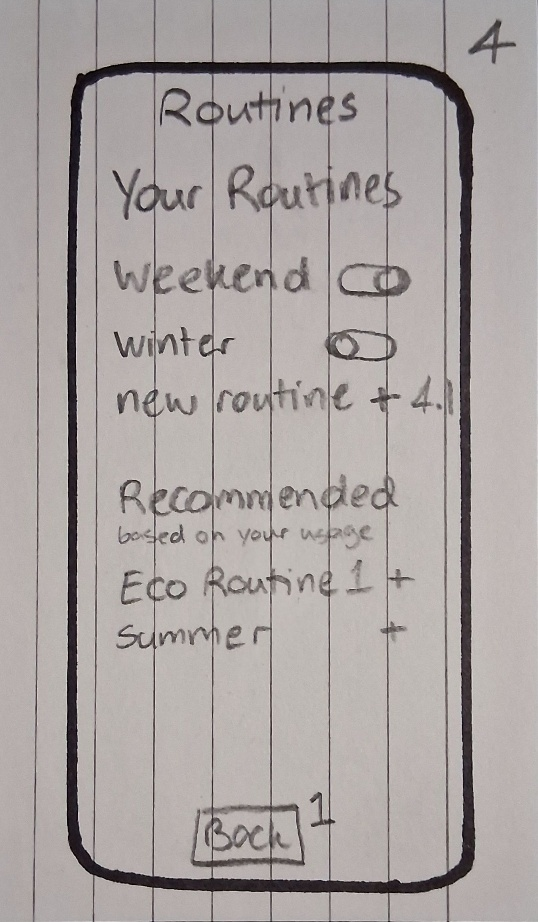 4
Routines
Your Routines
Weekend
winter
new routine + 4.1
Recommended
based on your usage
Eco Routine 1 +
summer +
Back 1